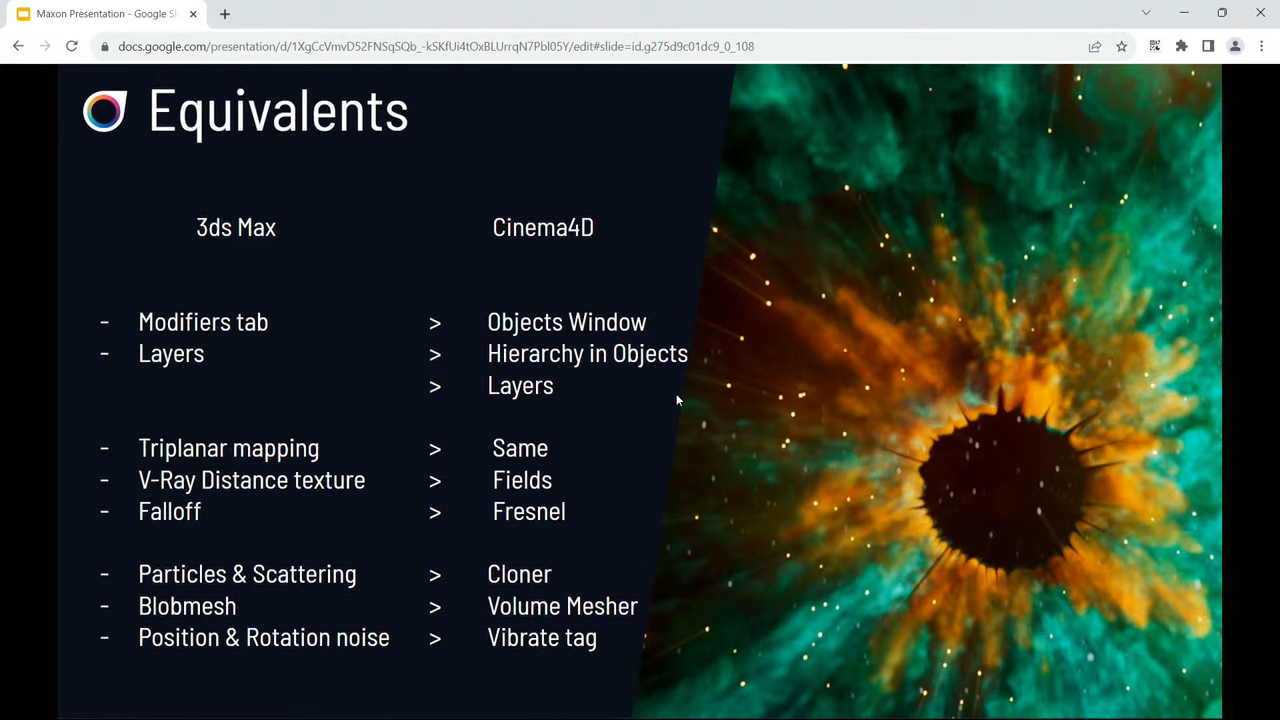 Maxon Presentation - Google Sl
docs.google.com/presentation/d/1XgCcVmvD52FNSqSQb_-kSKfUi4tOxBLUrrqN7Pbl05Y/edit#slide=id.g275d9c01dc9_0_108
Equivalents
3ds Max Cinema4D
- Modifiers tab > Objects Window
- Layers > Hierarchy in Objects
> Layers
- Triplanar mapping > Same
- V-Ray Distance texture > Fields
- Falloff > Fresnel
- Particles & Scattering > Cloner
- Blobmesh > Volume Mesher
- Position & Rotation noise > Vibrate tag